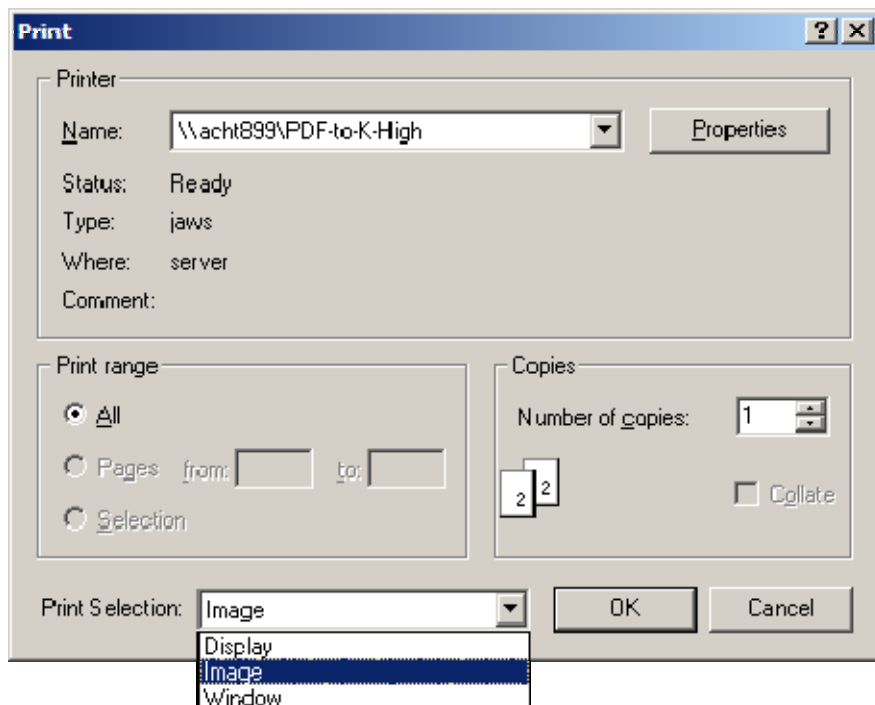 Print
Printer
Name: \\acht899\PDF-to-K-High Properties
Status: Ready
Type: jaws
Where: server
Comment:
Print range
All
Pages from: to:
Selection
Copies
Number of copies: 1
2 2
Collate
Print Selection: Image OK Cancel
Display
Image
Window